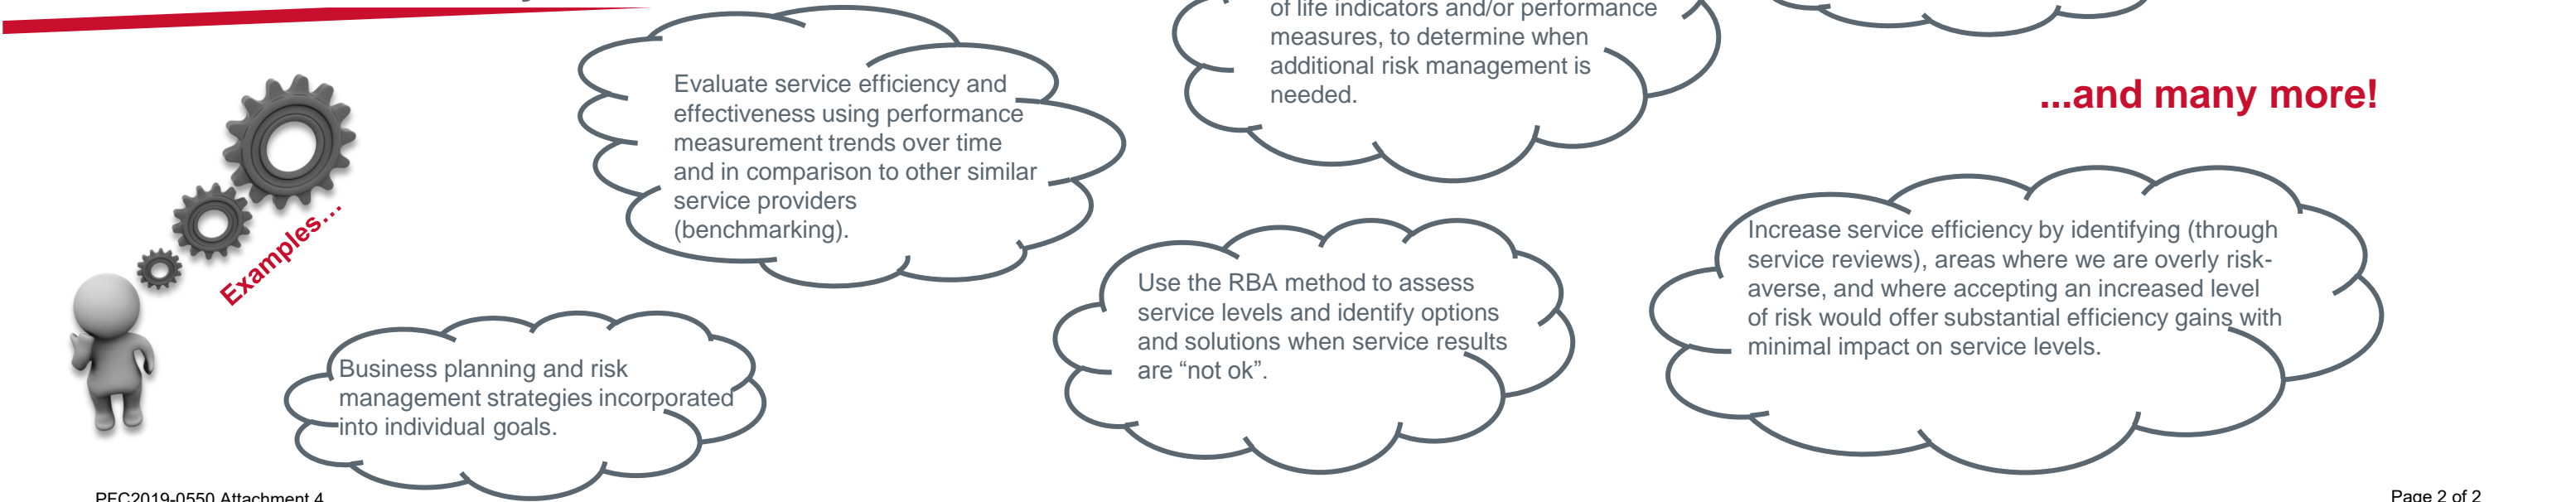 of life indicators and/or performance
measures, to determine when
additional risk management is
needed.
...and many more!
Evaluate service efficiency and
effectiveness using performance
measurement trends over time
and in comparison to other similar
service providers
(benchmarking).
Examples...
Increase service efficiency by identifying (through
service reviews), areas where we are overly risk-
averse, and where accepting an increased level
of risk would offer substantial efficiency gains with
minimal impact on service levels.
Use the RBA method to assess
service levels and identify options
and solutions when service results
are “not ok”.
Business planning and risk
management strategies incorporated
into individual goals.
PFC2019-0550 Attachment 4
Page 2 of 2